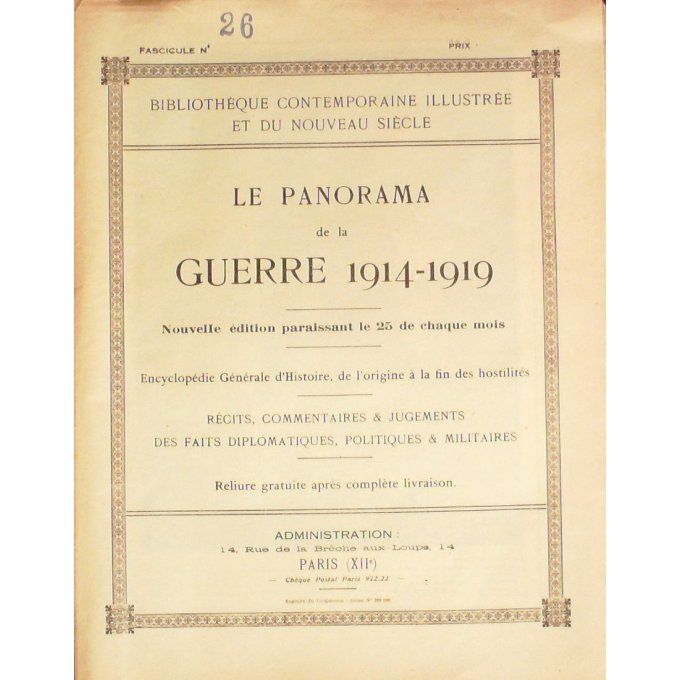 26
FASCICULE N° PRIX
BIBLIOTHÈQUE CONTEMPORAINE ILLUSTRÉE
ET DU NOUVEAU SIÈCLE
LE PANORAMA
de la
GUERRE 1914-1919
Nouvelle édition paraissant le 25 de chaque mois
Encyclopédie Générale d'Histoire, de l'origine à la fin des hostilités
RÉCITS, COMMENTAIRES & JUGEMENTS
DES FAITS DIPLOMATIQUES, POLITIQUES & MILITAIRES
Reliure gratuite après complète livraison.
ADMINISTRATION :
14, Rue de la Brèche-aux-Loups, 14
PARIS (XIIe)
— Chèque Postal Paris 922.22 —
Registre du Commerce